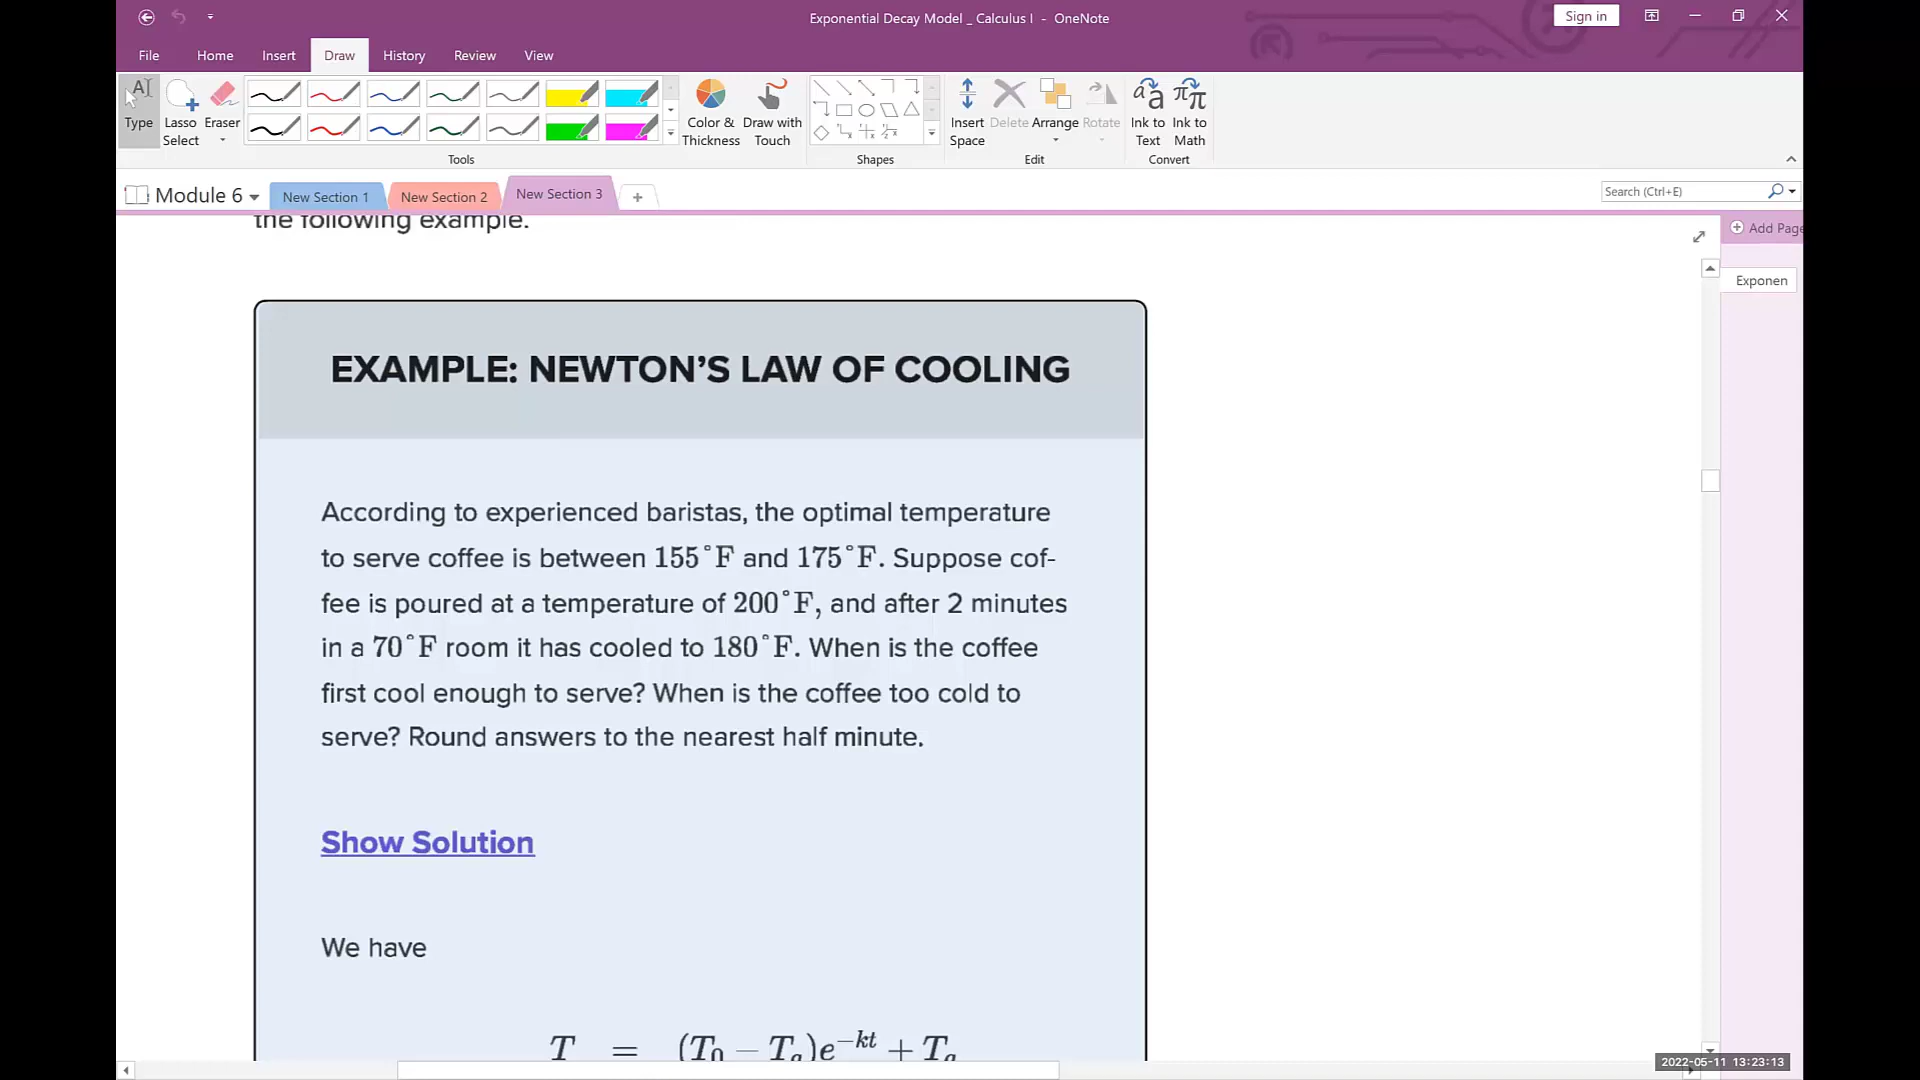 Exponential Decay Model _ Calculus I - OneNote
Sign in
File Home Insert Draw History Review View
Type
Lasso Select
Eraser
Color & Thickness
Draw with Touch
Insert Space
Delete
Arrange
Rotate
Ink to Text
Ink to Math
Tools
Shapes
Edit
Convert
Module 6
New Section 1
New Section 2
New Section 3
Search (Ctrl+E)
Add Page
Exponen
the following example.
EXAMPLE: NEWTON’S LAW OF COOLING
According to experienced baristas, the optimal temperature
to serve coffee is between 155°F and 175°F. Suppose cof-
fee is poured at a temperature of 200°F, and after 2 minutes
in a 70°F room it has cooled to 180°F. When is the coffee
first cool enough to serve? When is the coffee too cold to
serve? Round answers to the nearest half minute.
Show Solution
We have
T = (T₀ − Tₐ)e^{−kt} + Tₐ
2022-05-11 13:23:13